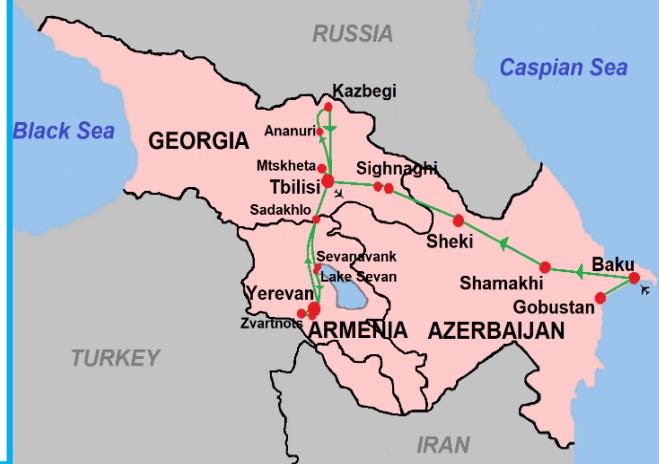 RUSSIA
Caspian Sea
Kazbegi
Black Sea
Ananuri
GEORGIA
Mtskheta
Sighnaghi
Tbilisi
Sadakhlo
Sheki
Sevanavank
Baku
Lake Sevan
Shamakhi
Yerevan
Gobustan
Zvartnots
ARMENIA
AZERBAIJAN
TURKEY
IRAN